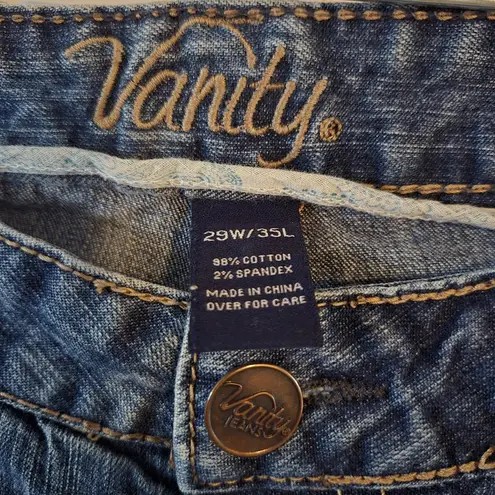 Vanity®
29W/35L
98% COTTON
2% SPANDEX
MADE IN CHINA
OVER FOR CARE
Vanity
JEANS